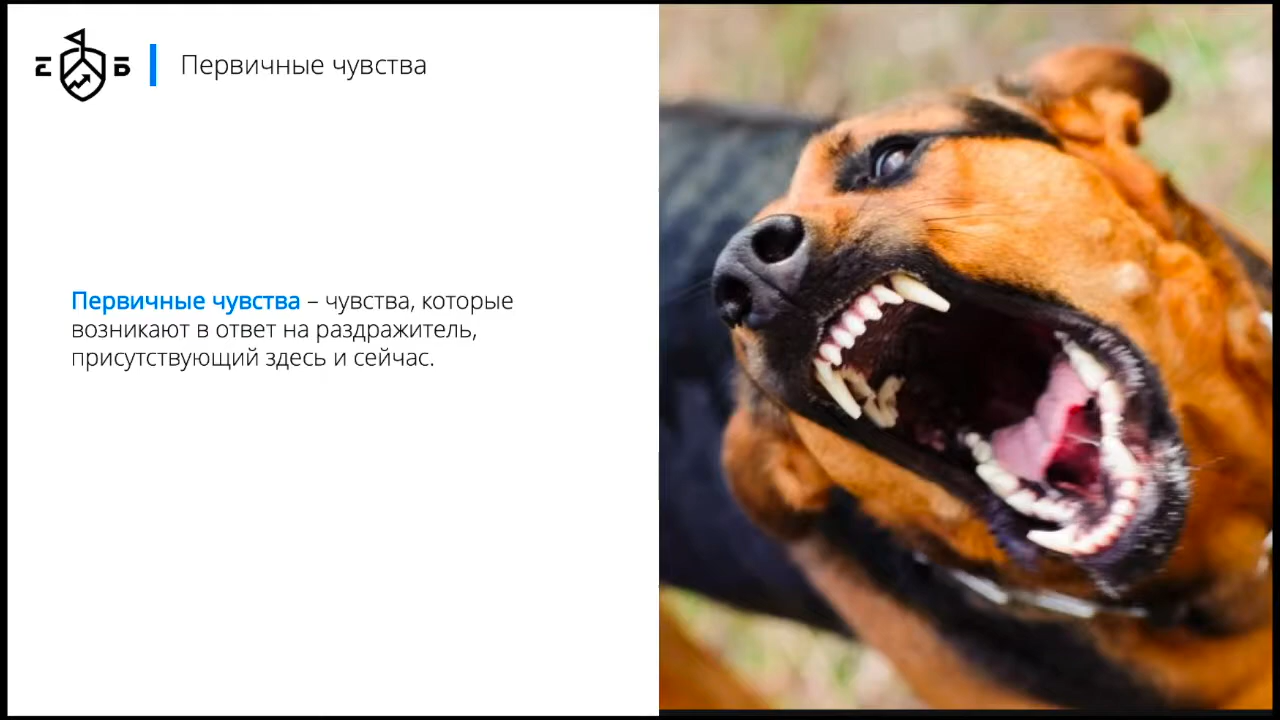 Е Б
Первичные чувства
Первичные чувства – чувства, которые
возникают в ответ на раздражитель,
присутствующий здесь и сейчас.